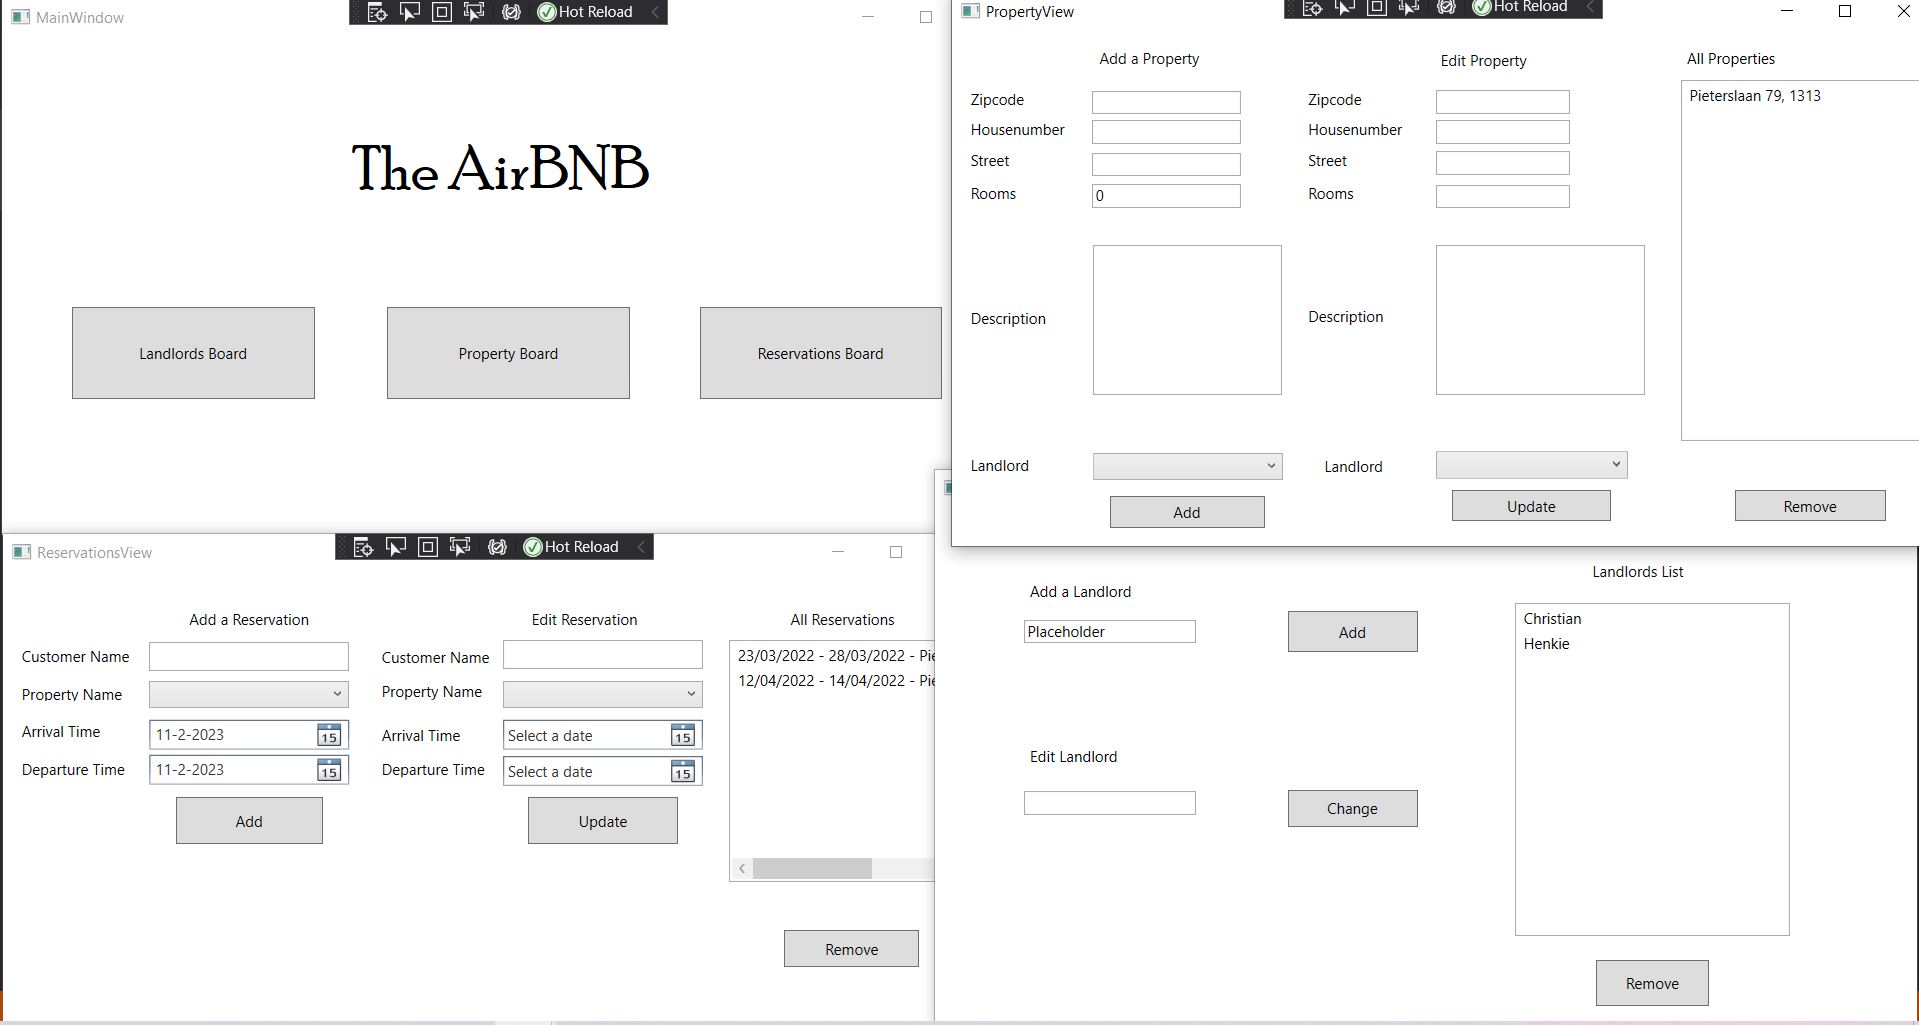 MainWindow
Hot Reload
The AirBNB
Landlords Board
Property Board
Reservations Board
PropertyView
Hot Reload
Add a Property
Zipcode
Housenumber
Street
Rooms
0
Description
Landlord
Add
Edit Property
Zipcode
Housenumber
Street
Rooms
Description
Landlord
Update
All Properties
Pieterslaan 79, 1313
Remove
ReservationsView
Hot Reload
Add a Reservation
Customer Name
Property Name
Arrival Time
11-2-2023
15
Departure Time
11-2-2023
15
Add
Edit Reservation
Customer Name
Property Name
Arrival Time
Select a date
15
Departure Time
Select a date
15
Update
All Reservations
23/03/2022 - 28/03/2022 - Pie
12/04/2022 - 14/04/2022 - Pie
Remove
Add a Landlord
Placeholder
Add
Edit Landlord
Change
Landlords List
Christian
Henkie
Remove